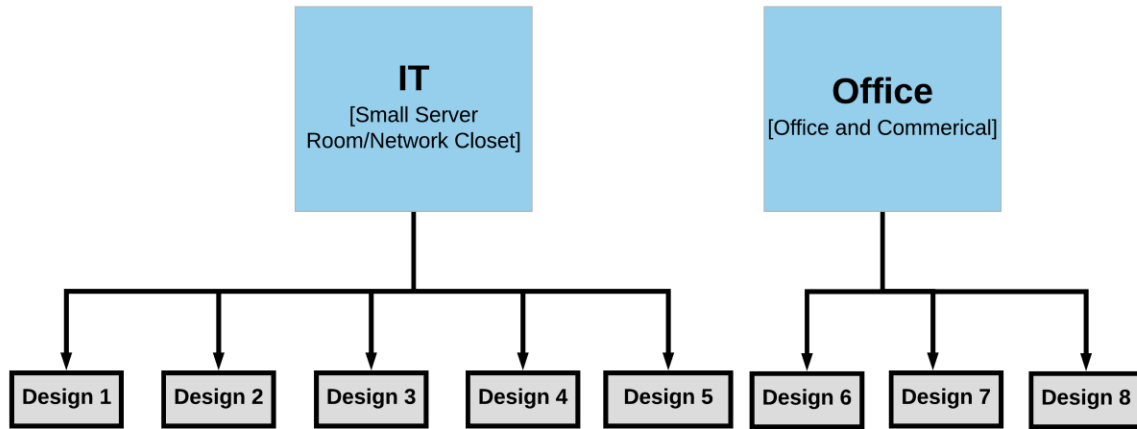 IT
[Small Server
Room/Network Closet]
Office
[Office and Commerical]
Design 1
Design 2
Design 3
Design 4
Design 5
Design 6
Design 7
Design 8